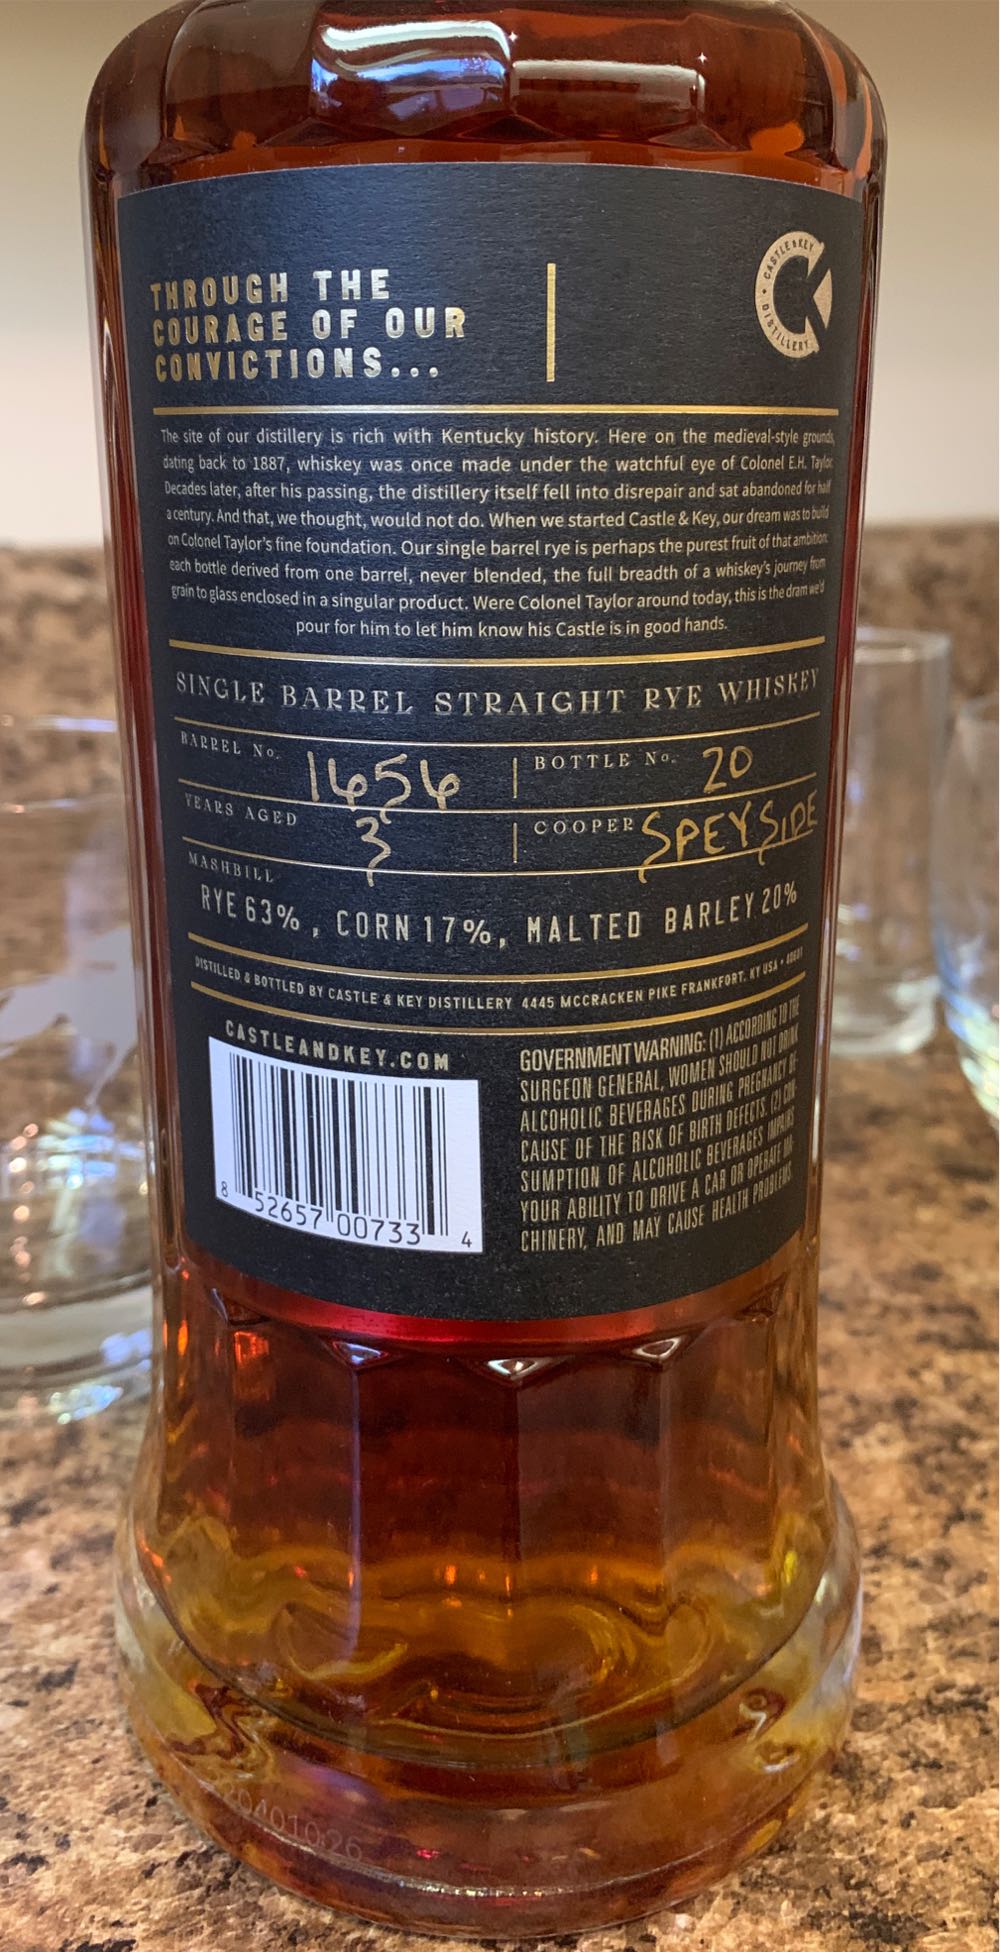 THROUGH THE
COURAGE OF OUR
CONVICTIONS...
CASTLE & KEY
DISTILLERY
The site of our distillery is rich with Kentucky history. Here on the medieval-style grounds,
dating back to 1887, whiskey was once made under the watchful eye of Colonel E.H. Taylor.
Decades later, after his passing, the distillery itself fell into disrepair and sat abandoned for half
a century. And that, we thought, would not do. When we started Castle & Key, our dream was to build
on Colonel Taylor's fine foundation. Our single barrel rye is perhaps the purest fruit of that ambition:
each bottle derived from one barrel, never blended, the full breadth of a whiskey's journey from
grain to glass enclosed in a singular product. Were Colonel Taylor around today, this is the dram we'd
pour for him to let him know his Castle is in good hands.
SINGLE BARREL STRAIGHT RYE WHISKEY
BARREL No. 1656 | BOTTLE No. 20
YEARS AGED 3 | COOPER SPEYSIDE
MASHBILL
RYE 63% , CORN 17%, MALTED BARLEY 20%
DISTILLED & BOTTLED BY CASTLE & KEY DISTILLERY 4445 MCCRACKEN PIKE FRANKFORT, KY USA • 40601
CASTLEANDKEY.COM
8 52657 00733 4
GOVERNMENT WARNING: (1) ACCORDING TO THE
SURGEON GENERAL, WOMEN SHOULD NOT DRINK
ALCOHOLIC BEVERAGES DURING PREGNANCY BE-
CAUSE OF THE RISK OF BIRTH DEFECTS. (2) CON-
SUMPTION OF ALCOHOLIC BEVERAGES IMPAIRS
YOUR ABILITY TO DRIVE A CAR OR OPERATE MA-
CHINERY, AND MAY CAUSE HEALTH PROBLEMS.